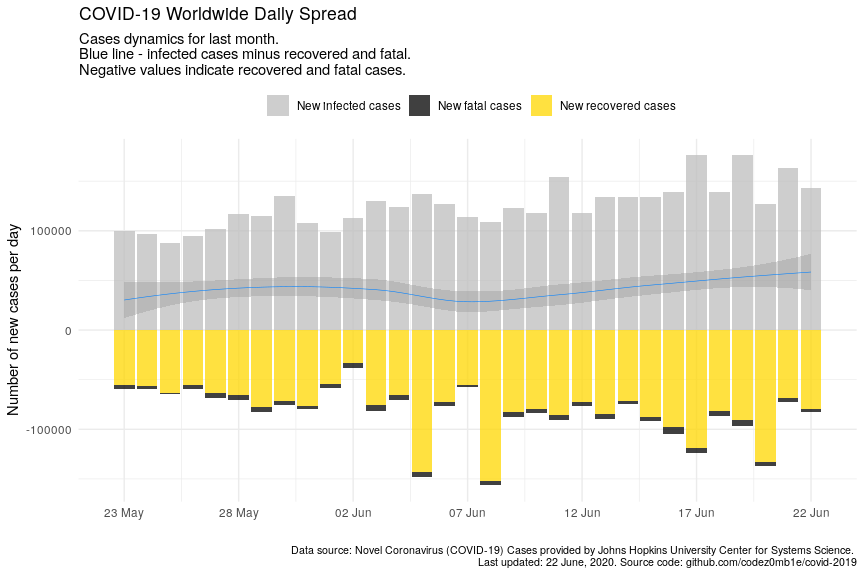 COVID-19 Worldwide Daily Spread
Cases dynamics for last month.
Blue line - infected cases minus recovered and fatal.
Negative values indicate recovered and fatal cases.
New infected cases New fatal cases New recovered cases
Number of new cases per day
100000
0
-100000
23 May 28 May 02 Jun 07 Jun 12 Jun 17 Jun 22 Jun
Data source: Novel Coronavirus (COVID-19) Cases provided by Johns Hopkins University Center for Systems Science.
Last updated: 22 June, 2020. Source code: github.com/codez0mb1e/covid-2019